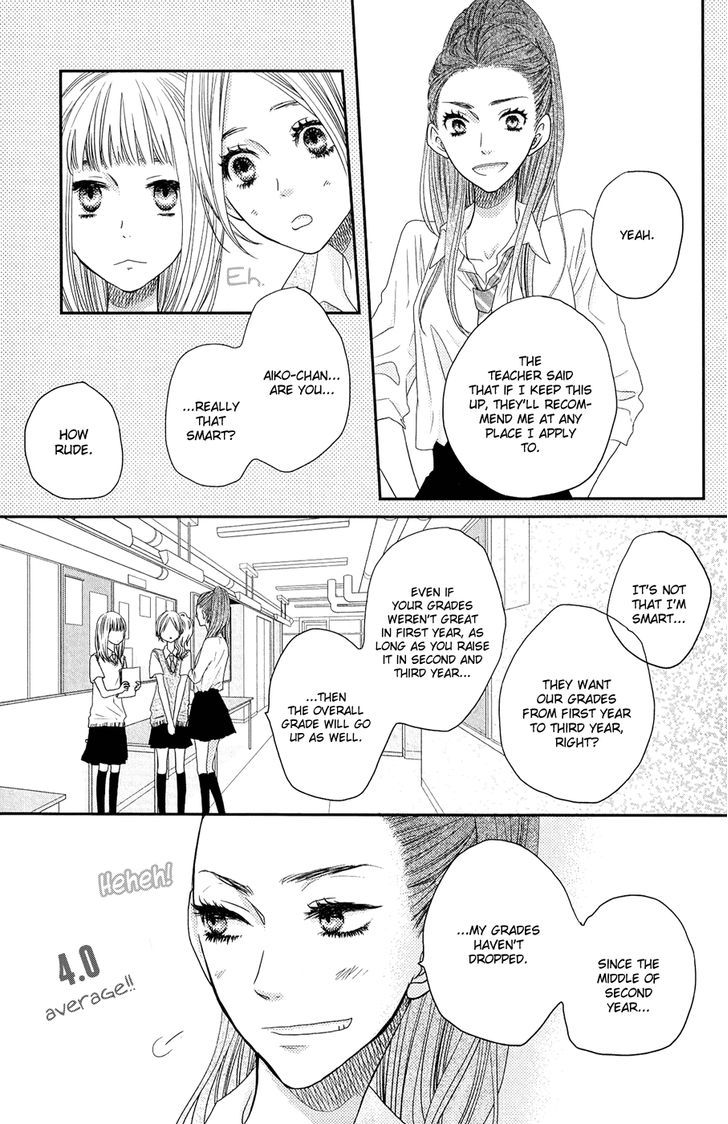 YEAH.
THE
TEACHER SAID
THAT IF I KEEP THIS
UP, THEY'LL RECOM-
MEND ME AT ANY
PLACE I APPLY
TO.
Eh.
AIKO-CHAN...
ARE YOU...
...REALLY
THAT
SMART?
HOW
RUDE.
IT'S NOT
THAT I'M
SMART...
THEY WANT
OUR GRADES
FROM FIRST YEAR
TO THIRD YEAR,
RIGHT?
EVEN IF
YOUR GRADES
WEREN'T GREAT
IN FIRST YEAR, AS
LONG AS YOU RAISE
IT IN SECOND AND
THIRD YEAR...
...THEN
THE OVERALL
GRADE WILL GO
UP AS WELL.
SINCE THE
MIDDLE OF
SECOND
YEAR...
...MY GRADES
HAVEN'T
DROPPED.
Heheh!
4.0
average!!